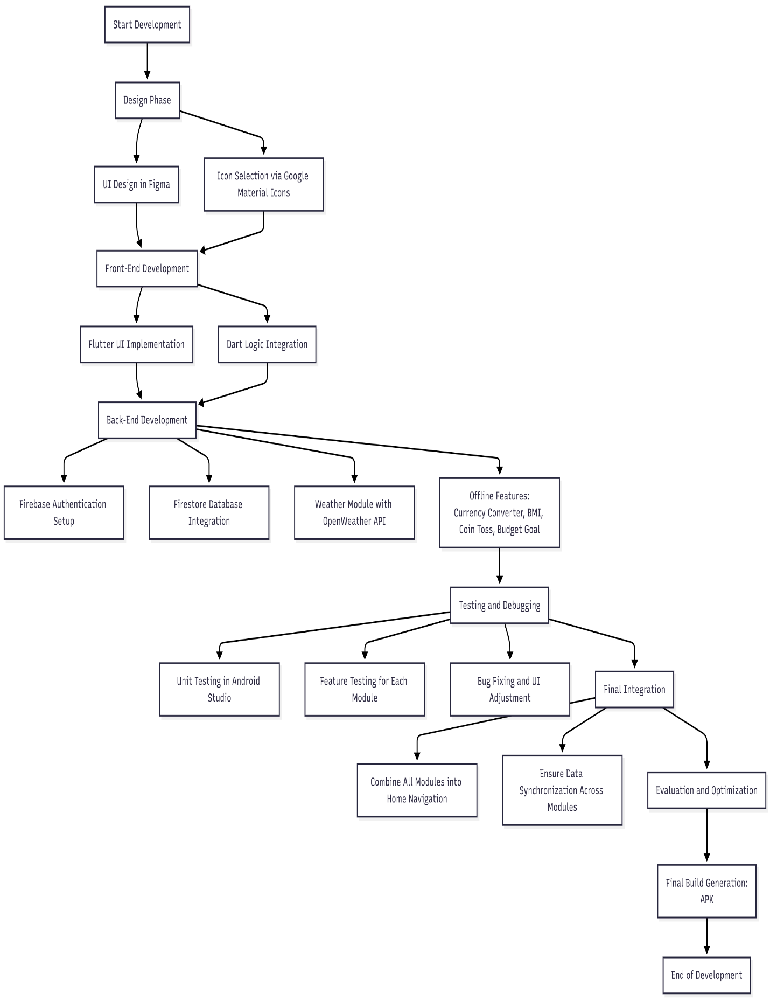 Start Development
Design Phase
UI Design in Figma
Icon Selection via Google
Material Icons
Front-End Development
Flutter UI Implementation
Dart Logic Integration
Back-End Development
Firebase Authentication
Setup
Firestore Database
Integration
Weather Module with
OpenWeather API
Offline Features:
Currency Converter, BMI,
Coin Toss, Budget Goal
Testing and Debugging
Unit Testing in Android
Studio
Feature Testing for Each
Module
Bug Fixing and UI
Adjustment
Final Integration
Combine All Modules into
Home Navigation
Ensure Data
Synchronization Across
Modules
Evaluation and Optimization
Final Build Generation:
APK
End of Development